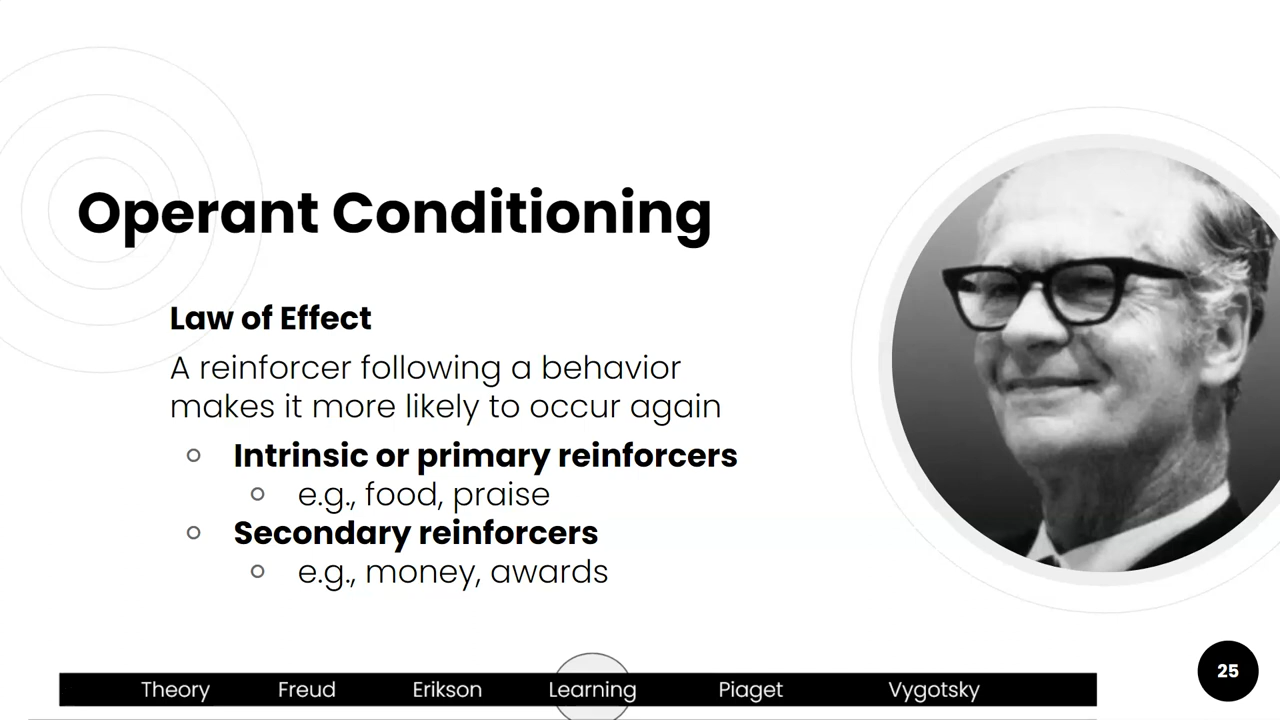 Operant Conditioning
Law of Effect
A reinforcer following a behavior
makes it more likely to occur again
Intrinsic or primary reinforcers
e.g., food, praise
Secondary reinforcers
e.g., money, awards
Theory Freud Erikson Learning Piaget Vygotsky
25